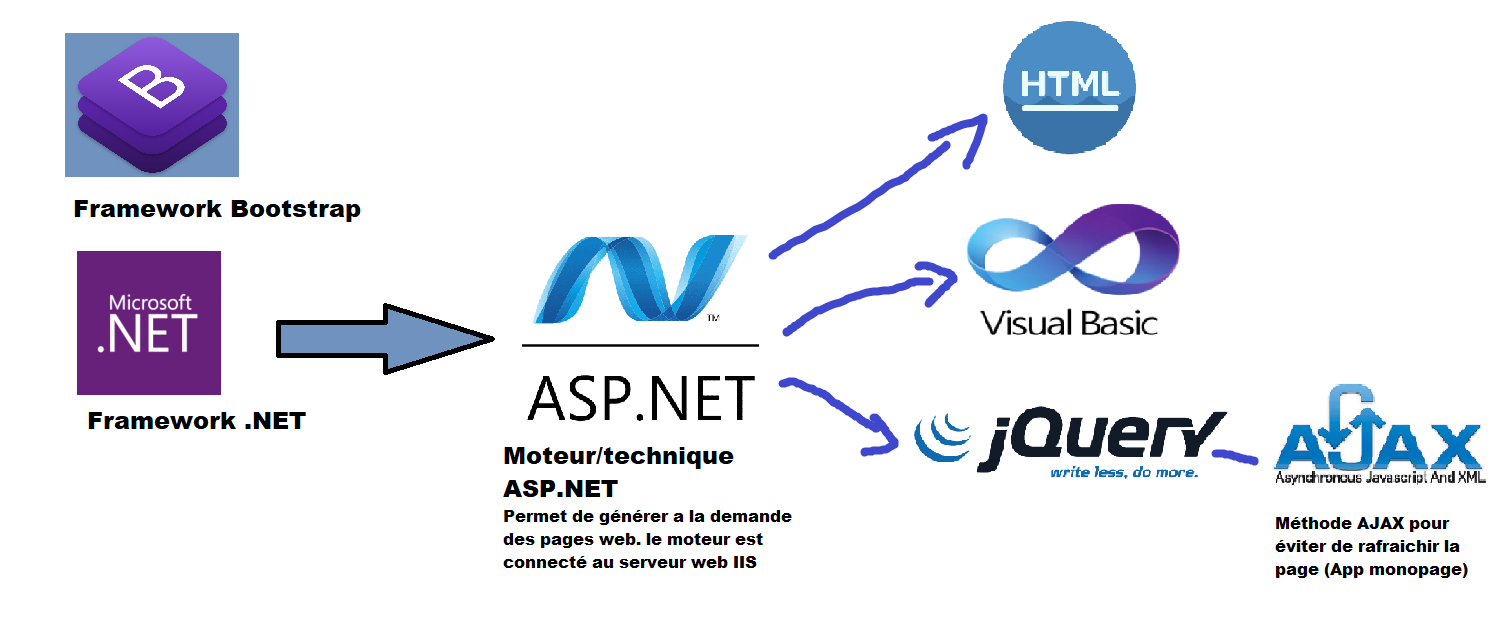 B
Framework Bootstrap
Microsoft
.NET
Framework .NET
TM
ASP.NET
Moteur/technique
ASP.NET
Permet de générer a la demande
des pages web. le moteur est
connecté au serveur web IIS
HTML
Visual Basic
jQuery
write less, do more.
AJAX
Asynchronous Javascript And XML
Méthode AJAX pour
éviter de rafraichir la
page (App monopage)